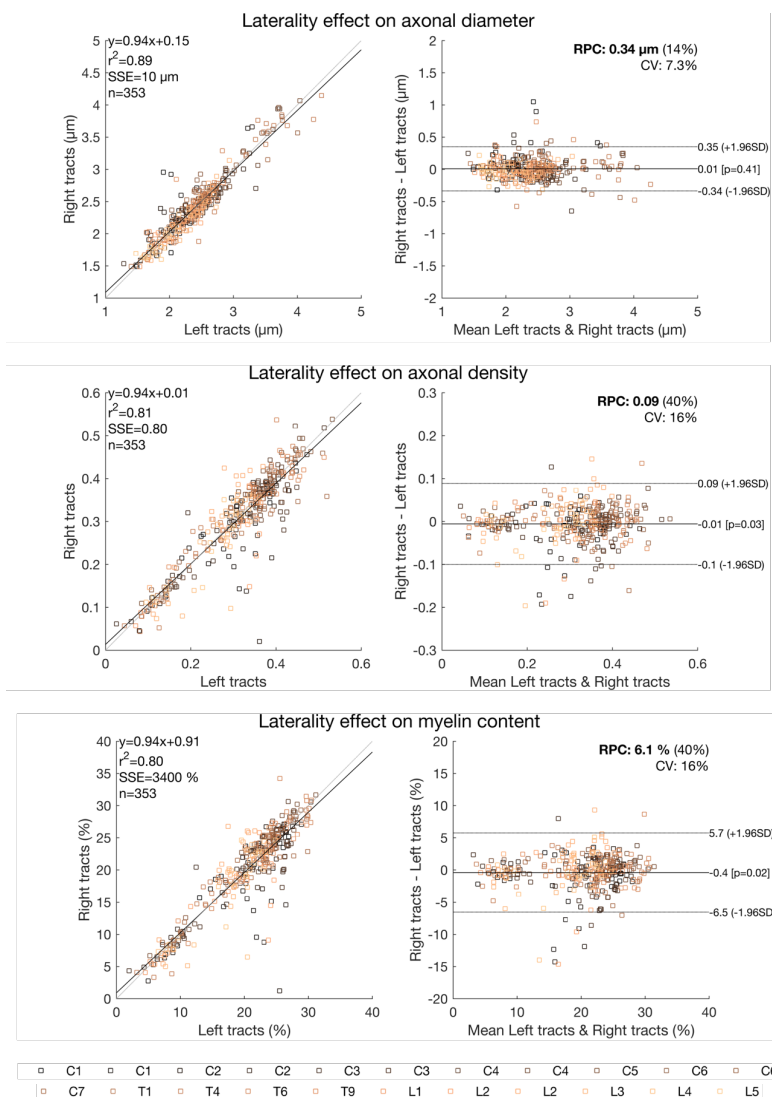 Laterality effect on axonal diameter
y=0.94x+0.15
r2=0.89
SSE=10 µm
n=353
5
4.5
4
3.5
3
2.5
2
1.5
1
Right tracts (µm)
1 2 3 4 5
Left tracts (µm)
RPC: 0.34 µm (14%)
CV: 7.3%
2
1.5
1
0.5
0
-0.5
-1
-1.5
-2
Right tracts - Left tracts (µm)
0.35 (+1.96SD)
0.01 [p=0.41]
-0.34 (-1.96SD)
1 2 3 4 5
Mean Left tracts & Right tracts (µm)
Laterality effect on axonal density
y=0.94x+0.01
r2=0.81
SSE=0.80
n=353
0.6
0.5
0.4
0.3
0.2
0.1
0
Right tracts
0 0.2 0.4 0.6
Left tracts
RPC: 0.09 (40%)
CV: 16%
0.3
0.2
0.1
0
-0.1
-0.2
-0.3
Right tracts - Left tracts
0.09 (+1.96SD)
-0.01 [p=0.03]
-0.1 (-1.96SD)
0 0.2 0.4 0.6
Mean Left tracts & Right tracts
Laterality effect on myelin content
y=0.94x+0.91
r2=0.80
SSE=3400 %
n=353
40
35
30
25
20
15
10
5
0
Right tracts (%)
0 10 20 30 40
Left tracts (%)
RPC: 6.1 % (40%)
CV: 16%
20
15
10
5
0
-5
-10
-15
-20
Right tracts - Left tracts (%)
5.7 (+1.96SD)
-0.4 [p=0.02]
-6.5 (-1.96SD)
0 10 20 30 40
Mean Left tracts & Right tracts (%)
C1 C1 C2 C2 C3 C3 C4 C4 C5 C6
C7 T1 T4 T6 T9 L1 L2 L2 L3 L4 L5